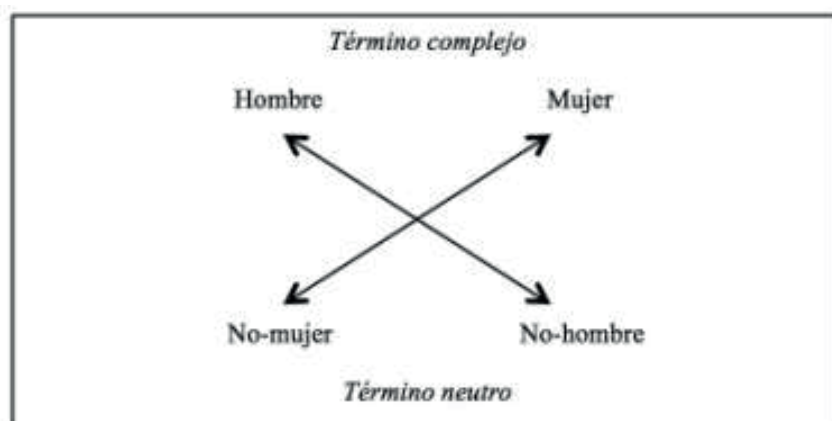 Término complejo
Hombre Mujer
No-mujer No-hombre
Término neutro